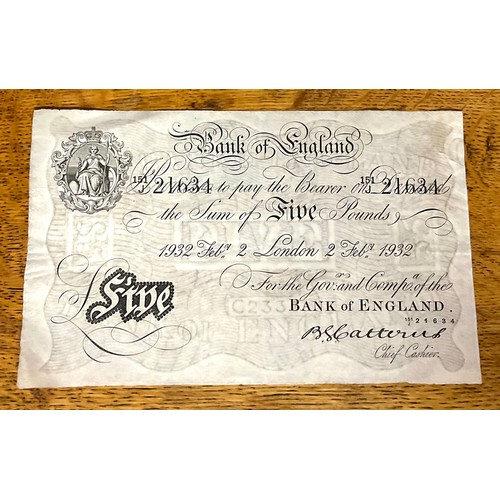 Bank of England
151/J 21634 151/J 21634
Promise to pay the Bearer on Demand
the Sum of Five Pounds
1932 Feby. 2 London 2 Feby. 1932
For the Govr. and Compa. of the
BANK OF ENGLAND.
£Five
151/J 21634
B G Catterns
Chief Cashier.